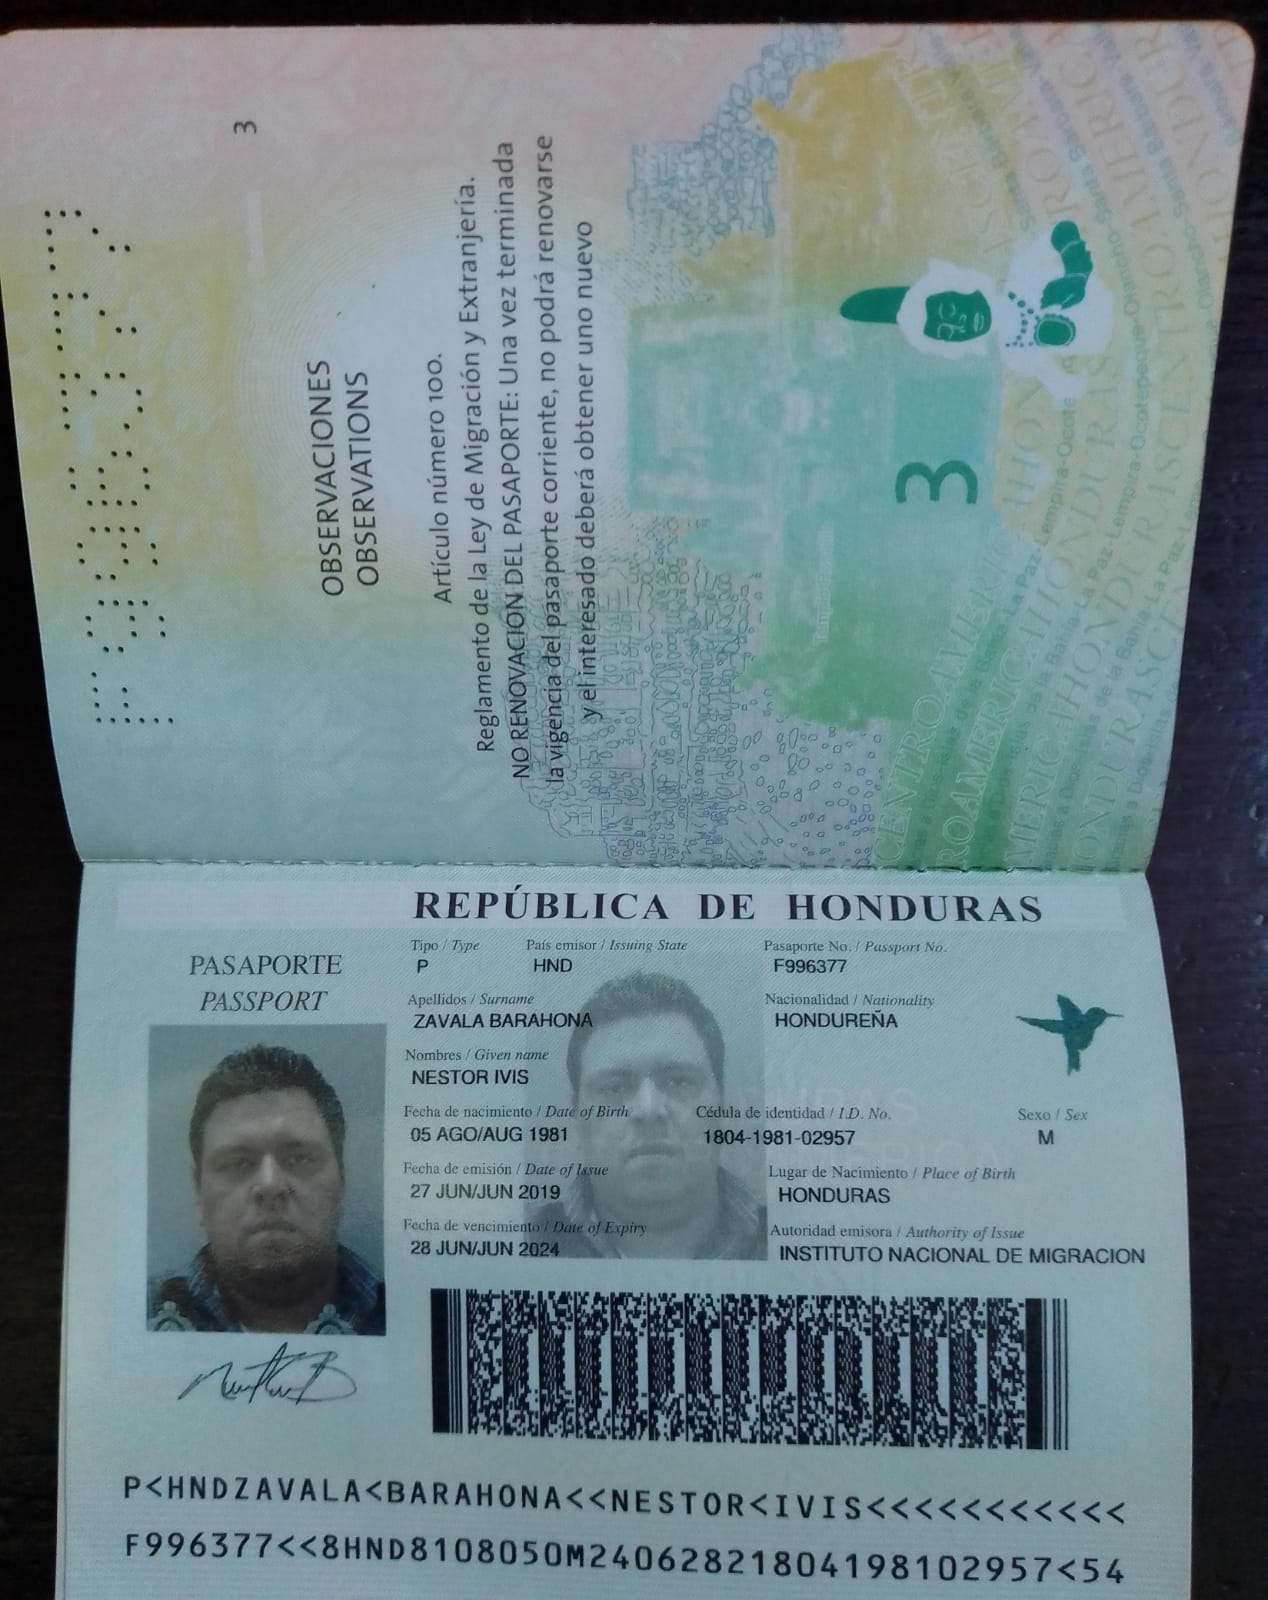 F996377
3
OBSERVACIONES
OBSERVATIONS
Artículo número 100.
Reglamento de la Ley de Migración y Extranjería.
NO RENOVACION DEL PASAPORTE: Una vez terminada
la vigencia del pasaporte corriente, no podrá renovarse
y el interesado deberá obtener uno nuevo
3
REPÚBLICA DE HONDURAS
PASAPORTE
PASSPORT
Tipo / Type País emisor / Issuing State Pasaporte No. / Passport No.
P HND F996377
Apellidos / Surname Nacionalidad / Nationality
ZAVALA BARAHONA HONDUREÑA
Nombres / Given name
NESTOR IVIS
Fecha de nacimiento / Date of Birth Cédula de identidad / I.D. No. Sexo / Sex
05 AGO/AUG 1981 1804-1981-02957 M
Fecha de emisión / Date of Issue Lugar de Nacimiento / Place of Birth
27 JUN/JUN 2019 HONDURAS
Fecha de vencimiento / Date of Expiry Autoridad emisora / Authority of Issue
28 JUN/JUN 2024 INSTITUTO NACIONAL DE MIGRACION
P<HNDZAVALA<BARAHONA<<NESTOR<IVIS<<<<<<<<<<<
F996377<<8HND8108050M2406282180419810​2957<54